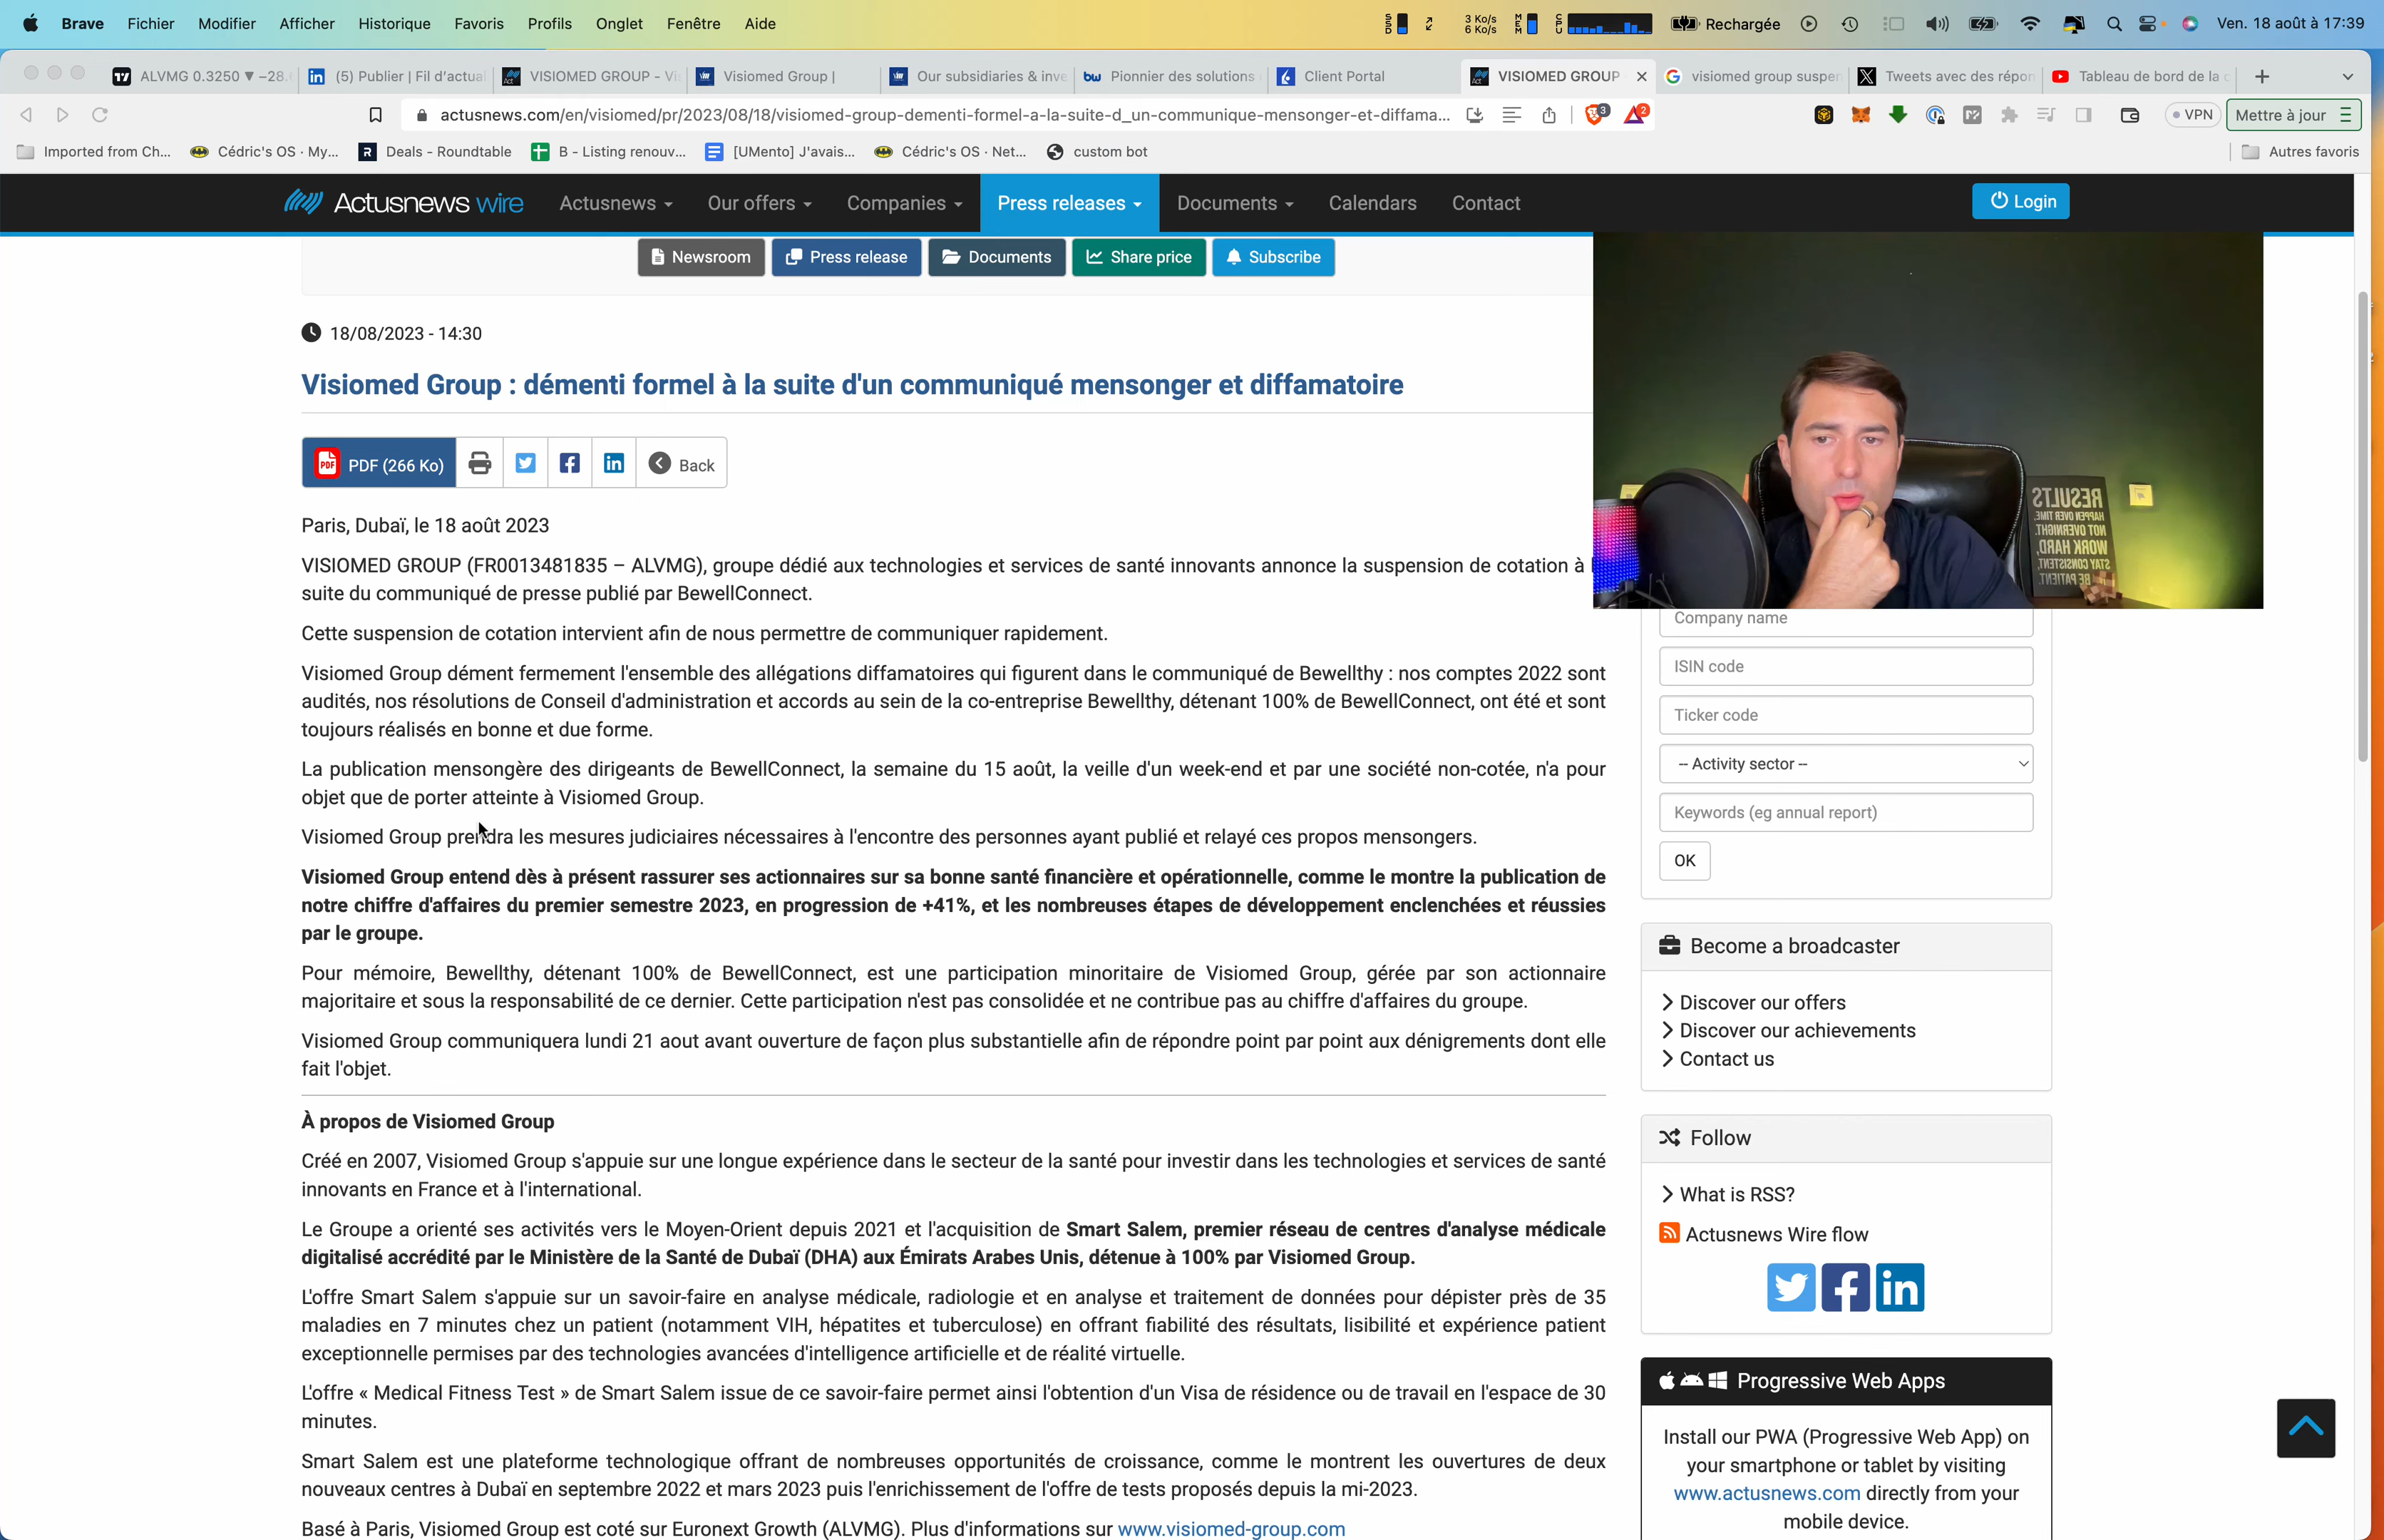 Brave Fichier Modifier Afficher Historique Favoris Profils Onglet Fenêtre Aide
SSD 3 Ko/s 6 Ko/s MEM CPU Rechargée Ven. 18 août à 17:39
ALVMG 0.3250 ▼ −28. (5) Publier | Fil d'actua VISIOMED GROUP - Vi Visiomed Group | Our subsidiaries & inve Pionnier des solutions Client Portal VISIOMED GROUP visiomed group suspen Tweets avec des répon Tableau de bord de la c
actusnews.com/en/visiomed/pr/2023/08/18/visiomed-group-dementi-formel-a-la-suite-d_un-communique-mensonger-et-diffama... 3 2 VPN Mettre à jour
Imported from Ch... Cédric's OS · My... Deals - Roundtable B - Listing renouv... [UMento] J'avais... Cédric's OS · Net... custom bot Autres favoris
Actusnews wire Actusnews Our offers Companies Press releases Documents Calendars Contact Login
Newsroom Press release Documents Share price Subscribe
18/08/2023 - 14:30
Visiomed Group : démenti formel à la suite d'un communiqué mensonger et diffamatoire
PDF PDF (266 Ko) Back
Paris, Dubaï, le 18 août 2023
VISIOMED GROUP (FR0013481835 – ALVMG), groupe dédié aux technologies et services de santé innovants annonce la suspension de cotation à
suite du communiqué de presse publié par BewellConnect.
Cette suspension de cotation intervient afin de nous permettre de communiquer rapidement.
Visiomed Group dément fermement l'ensemble des allégations diffamatoires qui figurent dans le communiqué de Bewellthy : nos comptes 2022 sont
audités, nos résolutions de Conseil d'administration et accords au sein de la co-entreprise Bewellthy, détenant 100% de BewellConnect, ont été et sont
toujours réalisés en bonne et due forme.
La publication mensongère des dirigeants de BewellConnect, la semaine du 15 août, la veille d'un week-end et par une société non-cotée, n'a pour
objet que de porter atteinte à Visiomed Group.
Visiomed Group prendra les mesures judiciaires nécessaires à l'encontre des personnes ayant publié et relayé ces propos mensongers.
Visiomed Group entend dès à présent rassurer ses actionnaires sur sa bonne santé financière et opérationnelle, comme le montre la publication de
notre chiffre d'affaires du premier semestre 2023, en progression de +41%, et les nombreuses étapes de développement enclenchées et réussies
par le groupe.
Pour mémoire, Bewellthy, détenant 100% de BewellConnect, est une participation minoritaire de Visiomed Group, gérée par son actionnaire
majoritaire et sous la responsabilité de ce dernier. Cette participation n'est pas consolidée et ne contribue pas au chiffre d'affaires du groupe.
Visiomed Group communiquera lundi 21 aout avant ouverture de façon plus substantielle afin de répondre point par point aux dénigrements dont elle
fait l'objet.
À propos de Visiomed Group
Créé en 2007, Visiomed Group s'appuie sur une longue expérience dans le secteur de la santé pour investir dans les technologies et services de santé
innovants en France et à l'international.
Le Groupe a orienté ses activités vers le Moyen-Orient depuis 2021 et l'acquisition de Smart Salem, premier réseau de centres d'analyse médicale
digitalisé accrédité par le Ministère de la Santé de Dubaï (DHA) aux Émirats Arabes Unis, détenue à 100% par Visiomed Group.
L'offre Smart Salem s'appuie sur un savoir-faire en analyse médicale, radiologie et en analyse et traitement de données pour dépister près de 35
maladies en 7 minutes chez un patient (notamment VIH, hépatites et tuberculose) en offrant fiabilité des résultats, lisibilité et expérience patient
exceptionnelle permises par des technologies avancées d'intelligence artificielle et de réalité virtuelle.
L'offre « Medical Fitness Test » de Smart Salem issue de ce savoir-faire permet ainsi l'obtention d'un Visa de résidence ou de travail en l'espace de 30
minutes.
Smart Salem est une plateforme technologique offrant de nombreuses opportunités de croissance, comme le montrent les ouvertures de deux
nouveaux centres à Dubaï en septembre 2022 et mars 2023 puis l'enrichissement de l'offre de tests proposés depuis la mi-2023.
Basé à Paris, Visiomed Group est coté sur Euronext Growth (ALVMG). Plus d'informations sur www.visiomed-group.com
RESULTS
HAPPEN OVER TIME,
NOT OVERNIGHT.
WORK HARD,
STAY CONSISTENT,
BE PATIENT.
Company name
ISIN code
Ticker code
-- Activity sector --
Keywords (eg annual report)
OK
Become a broadcaster
Discover our offers
Discover our achievements
Contact us
Follow
What is RSS?
Actusnews Wire flow
Progressive Web Apps
Install our PWA (Progressive Web App) on
your smartphone or tablet by visiting
www.actusnews.com directly from your
mobile device.